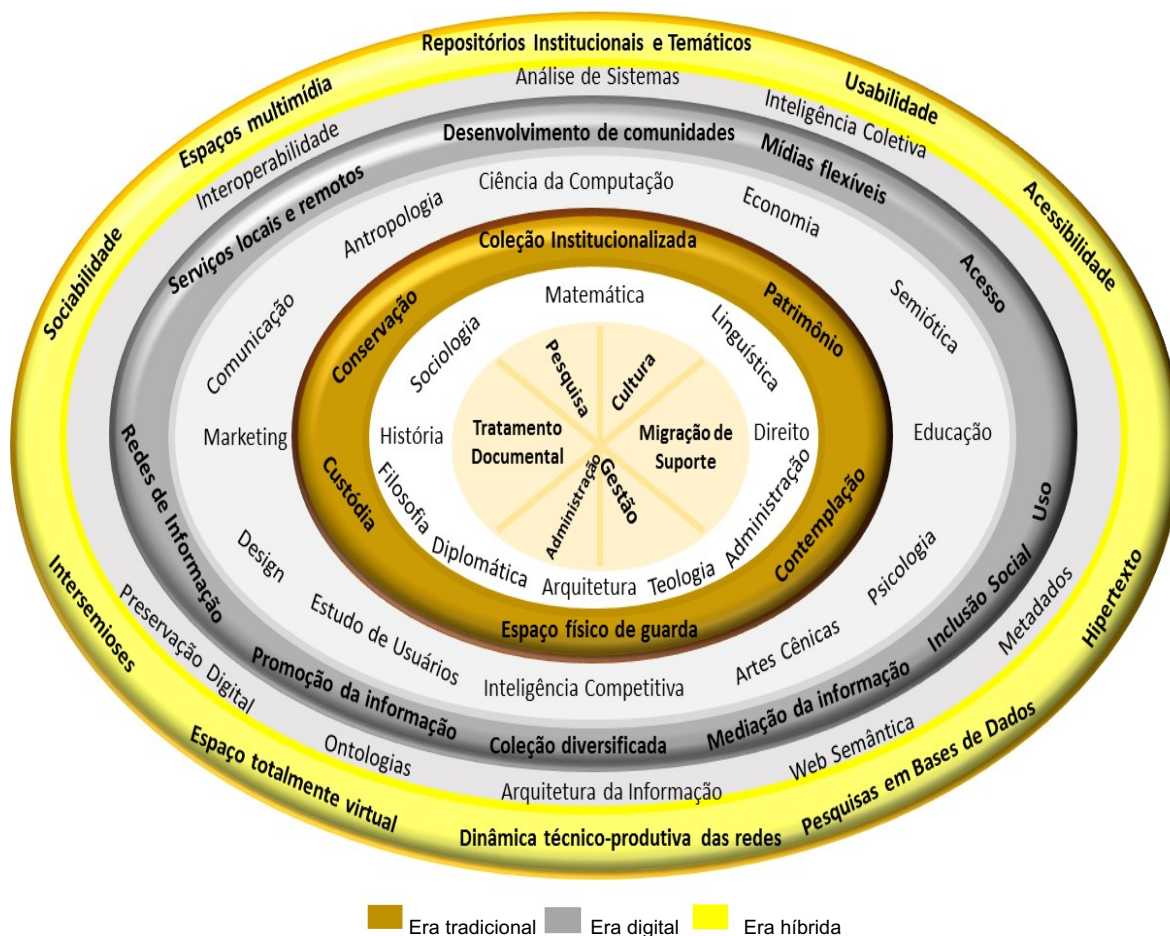 Repositórios Institucionais e Temáticos
Usabilidade
Acessibilidade
Hipertexto
Pesquisas em Bases de Dados
Dinâmica técnico-produtiva das redes
Espaço totalmente virtual
Intersemioses
Sociabilidade
Espaços multimídia
Análise de Sistemas
Inteligência Coletiva
Metadados
Web Semântica
Arquitetura da Informação
Ontologias
Preservação Digital
Interoperabilidade
Desenvolvimento de comunidades
Mídias flexíveis
Acesso
Uso
Inclusão Social
Mediação da informação
Coleção diversificada
Promoção da informação
Redes de Informação
Serviços locais e remotos
Ciência da Computação
Economia
Semiótica
Educação
Psicologia
Artes Cênicas
Inteligência Competitiva
Estudo de Usuários
Design
Marketing
Comunicação
Antropologia
Coleção Institucionalizada
Patrimônio
Contemplação
Espaço físico de guarda
Custódia
Conservação
Matemática
Linguística
Direito
Administração
Teologia
Arquitetura
Diplomática
Filosofia
História
Sociologia
Pesquisa
Cultura
Migração de
Suporte
Gestão
Administração
Tratamento
Documental
Era tradicional
Era digital
Era híbrida